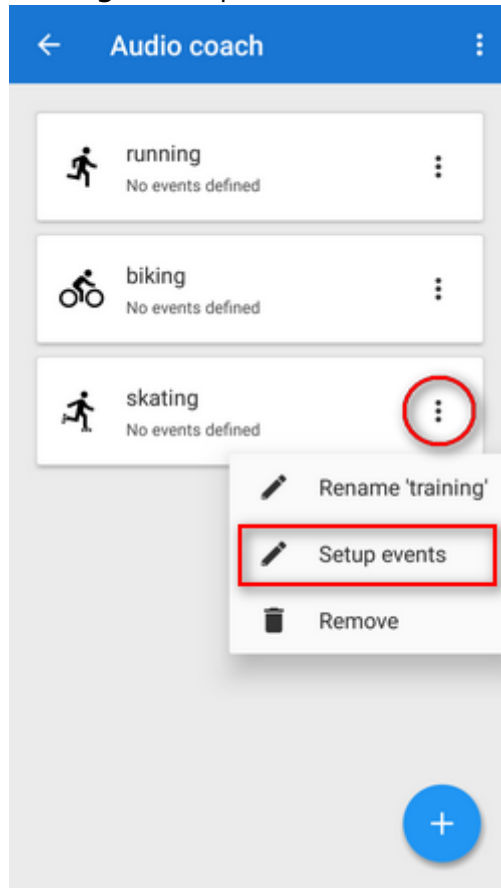 Audio coach
running
No events defined
biking
No events defined
skating
No events defined
Rename 'training'
Setup events
Remove